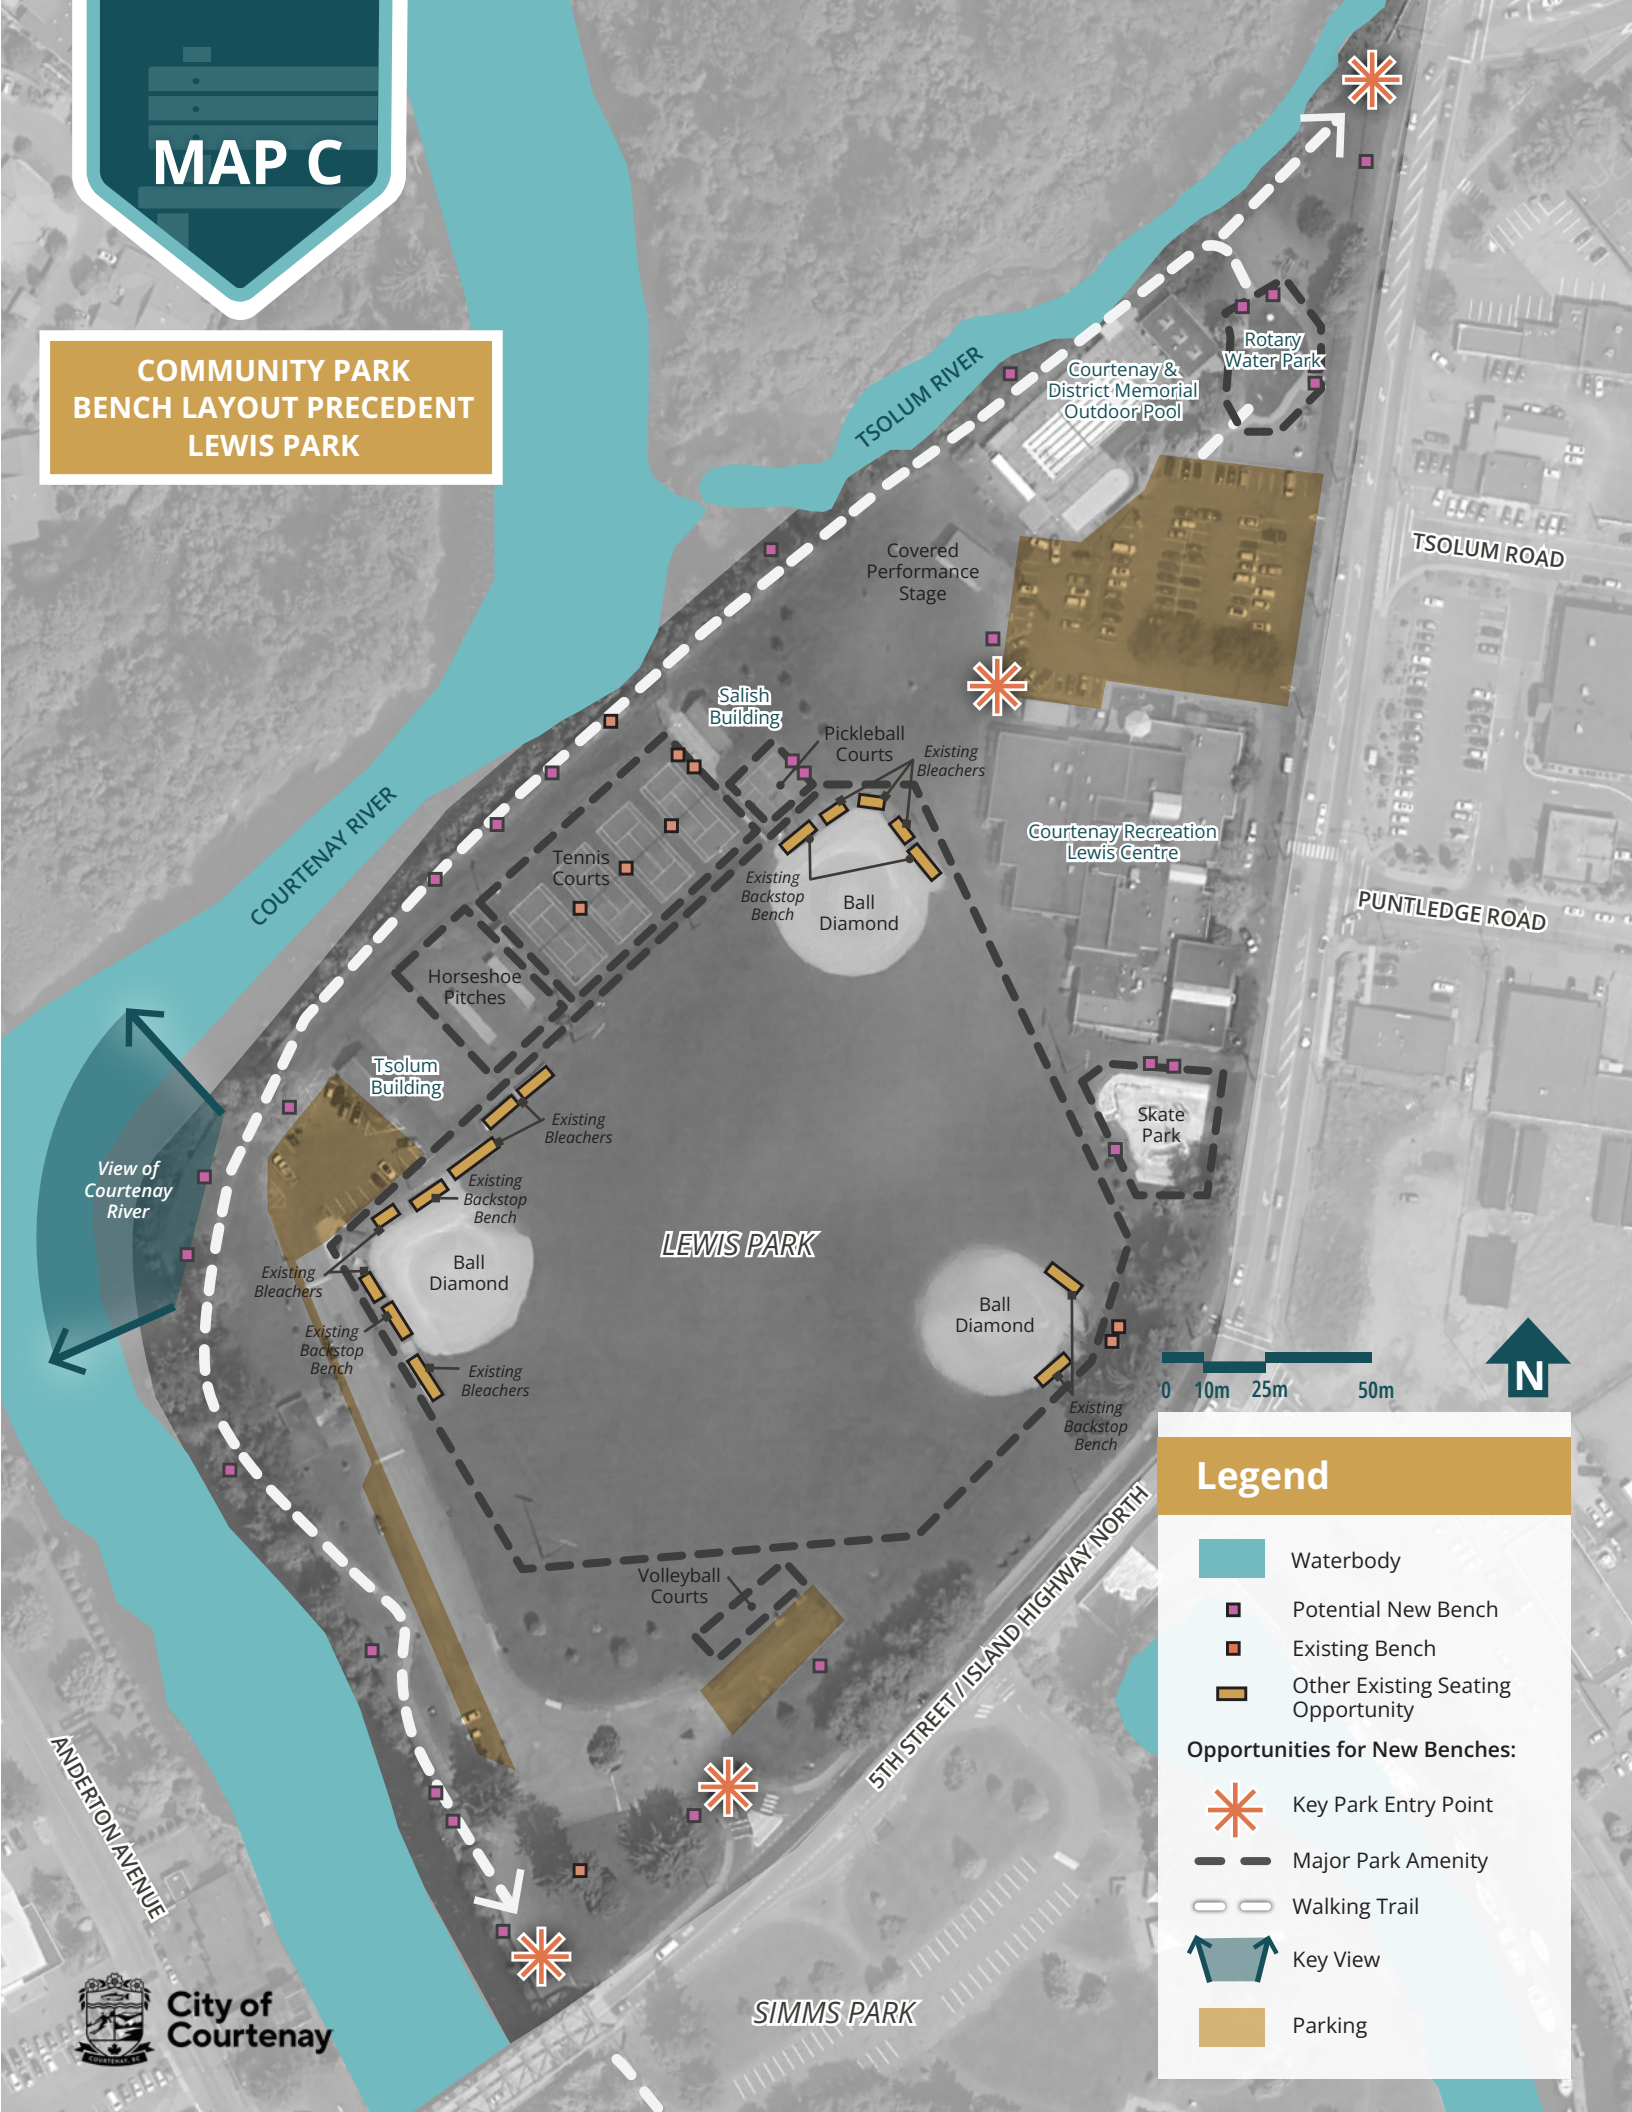 MAP C
COMMUNITY PARK
BENCH LAYOUT PRECEDENT
LEWIS PARK
TSOLUM RIVER
Rotary
Water Park
Courtenay &
District Memorial
Outdoor Pool
TSOLUM ROAD
Covered
Performance
Stage
Salish
Building
Pickleball
Courts
Existing
Bleachers
COURTENAY RIVER
Tennis
Courts
Courtenay Recreation
Lewis Centre
Existing
Backstop
Bench
Ball
Diamond
PUNTLEDGE ROAD
Horseshoe
Pitches
Tsolum
Building
Existing
Bleachers
Skate
Park
View of
Courtenay
River
Existing
Backstop
Bench
LEWIS PARK
Ball
Diamond
Existing
Bleachers
Ball
Diamond
Existing
Backstop
Bench
Existing
Bleachers
Existing
Backstop
Bench
0 10m 25m 50m
N
Volleyball
Courts
5TH STREET / ISLAND HIGHWAY NORTH
ANDERTON AVENUE
SIMMS PARK
Legend
Waterbody
Potential New Bench
Existing Bench
Other Existing Seating
Opportunity
Opportunities for New Benches:
Key Park Entry Point
Major Park Amenity
Walking Trail
Key View
Parking
City of
Courtenay
COURTENAY, BC